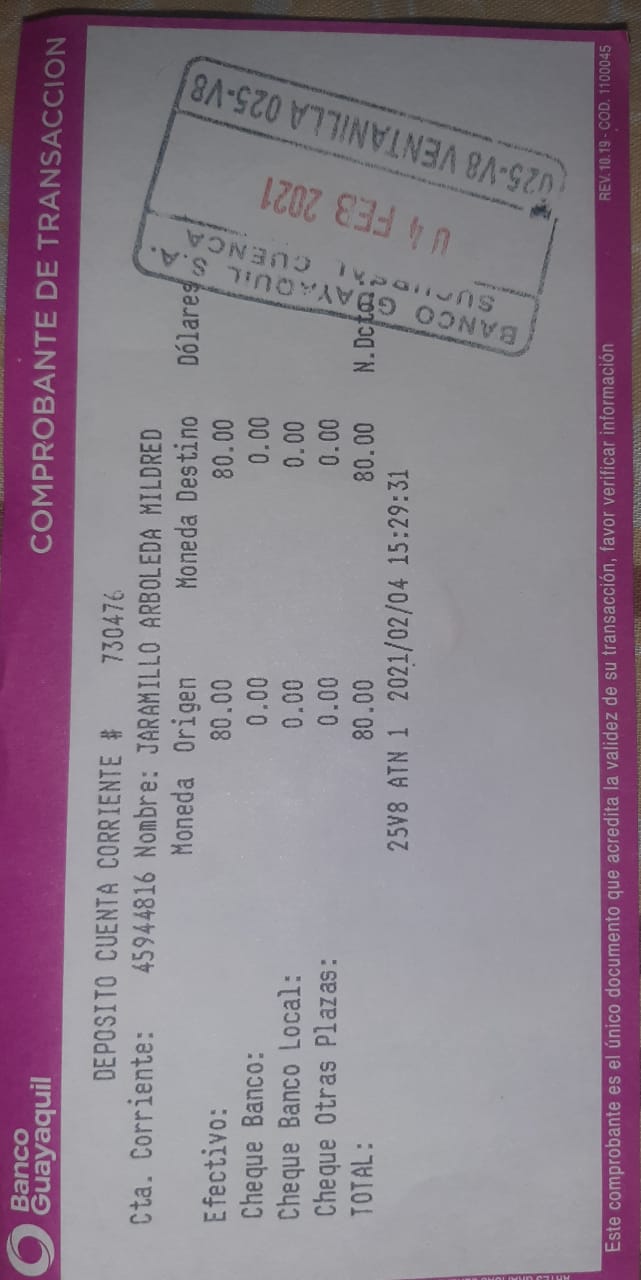 Banco
Guayaquil
COMPROBANTE DE TRANSACCION
DEPOSITO CUENTA CORRIENTE # 730476
Cta. Corriente: 45944816 Nombre: JARAMILLO ARBOLEDA MILDRED
Moneda Origen Moneda Destino Dólares
Efectivo: 80.00 80.00
Cheque Banco: 0.00 0.00
Cheque Banco Local: 0.00 0.00
Cheque Otras Plazas: 0.00 0.00
TOTAL: 80.00 80.00 N.Dcto.
25V8 ATN 1 2021/02/04 15:29:31
BANCO GUAYAQUIL S.A.
CUENCA
04 FEB 2021
025-V8 VENTANILLA 025-V8
Este comprobante es el único documento que acredita la validez de su transacción, favor verificar información
REV. 10.19 - COD. 1100045